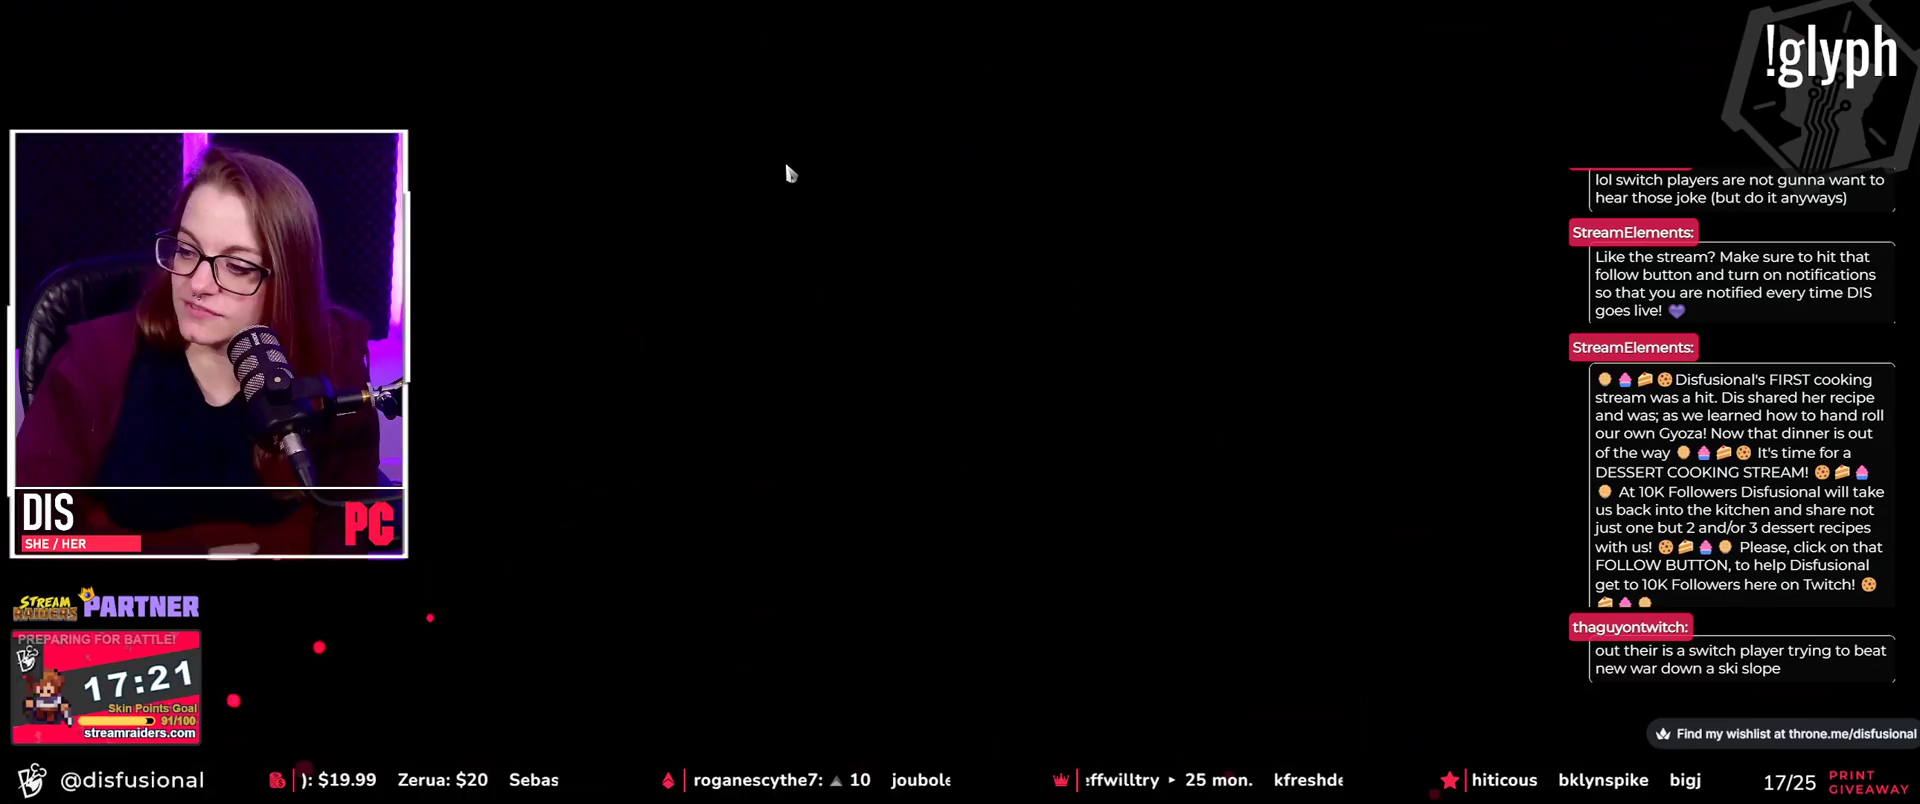 !glyph
lol switch players are not gunna want to
hear those joke (but do it anyways)
StreamElements:
Like the stream? Make sure to hit that
follow button and turn on notifications
so that you are notified every time DIS
goes live! 💜
StreamElements:
🍪 🧁 🍰 🍪 Disfusional's FIRST cooking
stream was a hit. Dis shared her recipe
and was; as we learned how to hand roll
our own Gyoza! Now that dinner is out
of the way 🍪 🧁 🍰 🍪 It's time for a
DESSERT COOKING STREAM! 🍪 🍰 🧁
🍪 At 10K Followers Disfusional will take
us back into the kitchen and share not
just one but 2 and/or 3 dessert recipes
with us! 🍪 🍰 🧁 🍪 Please, click on that
FOLLOW BUTTON, to help Disfusional
get to 10K Followers here on Twitch! 🍪
🍰 🧁 🍪
thaguyontwitch:
out their is a switch player trying to beat
new war down a ski slope
DIS
SHE / HER
PC
STREAM RAIDERS PARTNER
PREPARING FOR BATTLE!
17:21
Skin Points Goal
91/100
streamraiders.com
Find my wishlist at throne.me/disfusional
@disfusional
): $19.99 Zerua: $20 Sebas
roganescythe7: 10 joubole
effwilltry ▸ 25 mon. kfreshde
hiticous bklynspike bigj
17/25 PRINT
GIVEAWAY